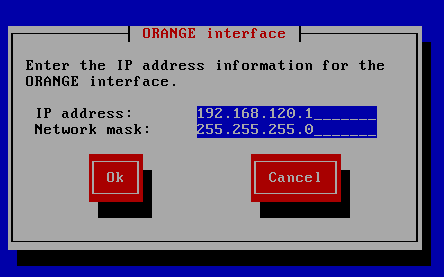 ORANGE interface
Enter the IP address information for the
ORANGE interface.
IP address: 192.168.120.1_______
Network mask: 255.255.255.0_______
Ok Cancel